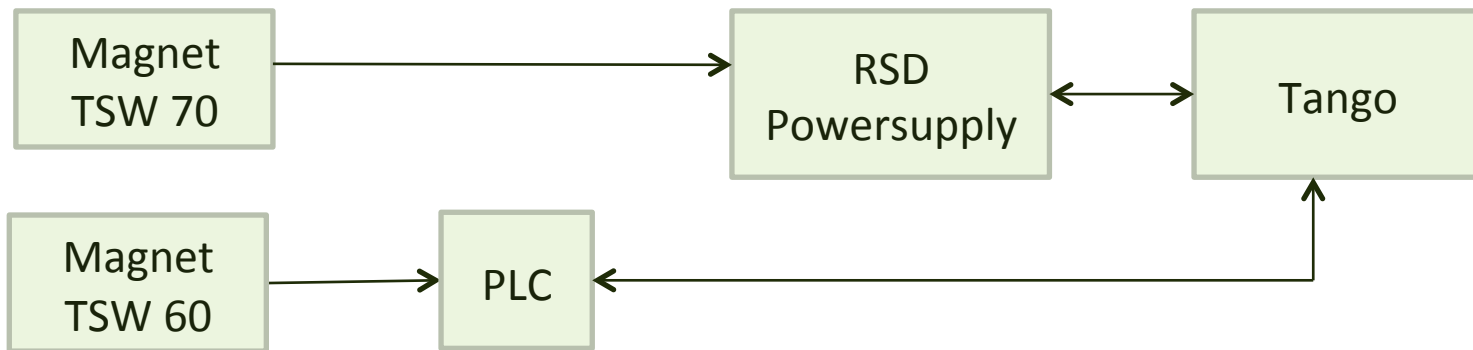 Magnet
TSW 70
RSD
Powersupply
Tango
Magnet
TSW 60
PLC